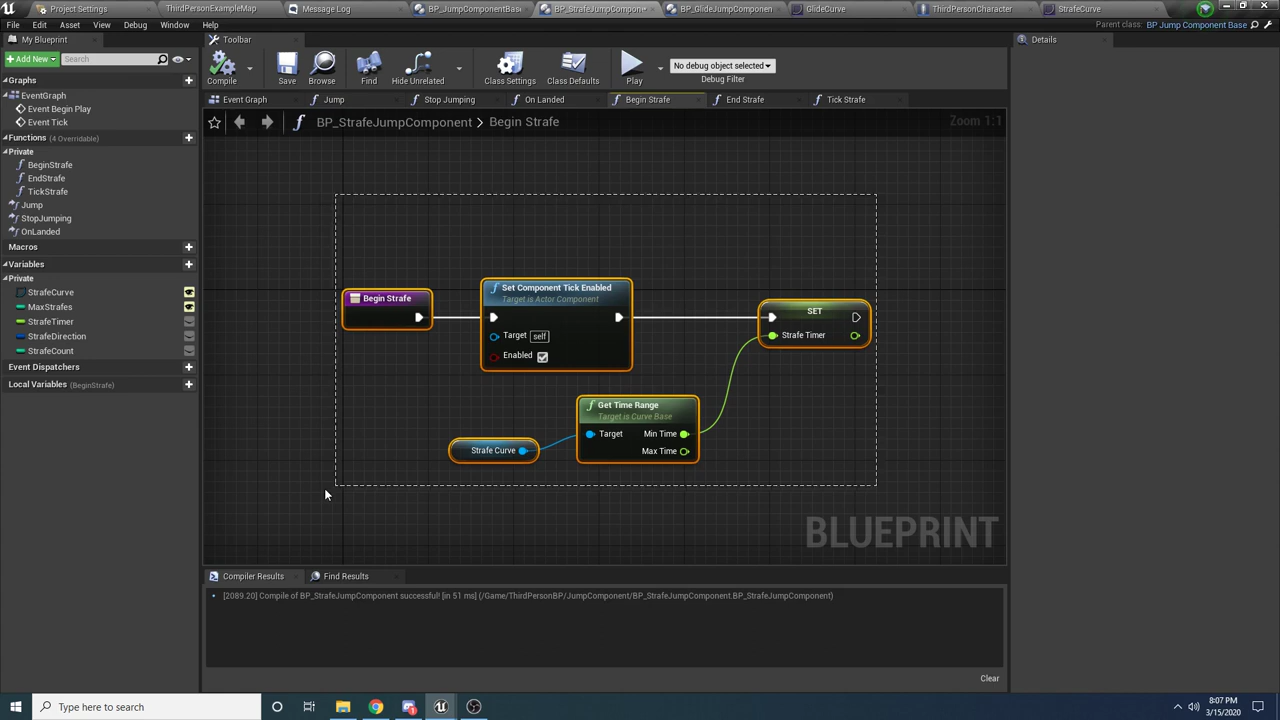 Project Settings
ThirdPersonExampleMap
Message Log
BP_JumpComponentBase
BP_StrafeJumpCompone
BP_GlideJumpComponen
GlideCurve
ThirdPersonCharacter
StrafeCurve
File Edit Asset View Debug Window Help
Parent class: BP Jump Component Base
My Blueprint
Toolbar
Details
Add New
Search
Compile
Save
Browse
Find
Hide Unrelated
Class Settings
Class Defaults
Play
No debug object selected
Debug Filter
Graphs
EventGraph
Event Begin Play
Event Tick
Functions (4 Overridable)
Private
BeginStrafe
EndStrafe
TickStrafe
Jump
StopJumping
OnLanded
Macros
Variables
Private
StrafeCurve
MaxStrafes
StrafeTimer
StrafeDirection
StrafeCount
Event Dispatchers
Local Variables (BeginStrafe)
Event Graph
Jump
Stop Jumping
On Landed
Begin Strafe
End Strafe
Tick Strafe
BP_StrafeJumpComponent > Begin Strafe
Zoom 1:1
Begin Strafe
Set Component Tick Enabled
Target is Actor Component
Target self
Enabled
SET
Strafe Timer
Get Time Range
Target is Curve Base
Target Min Time
Max Time
Strafe Curve
BLUEPRINT
Compiler Results
Find Results
[2089.20] Compile of BP_StrafeJumpComponent successful! [in 51 ms] (/Game/ThirdPersonBP/JumpComponent/BP_StrafeJumpComponent.BP_StrafeJumpComponent)
Clear
Type here to search
8:07 PM
3/15/2020